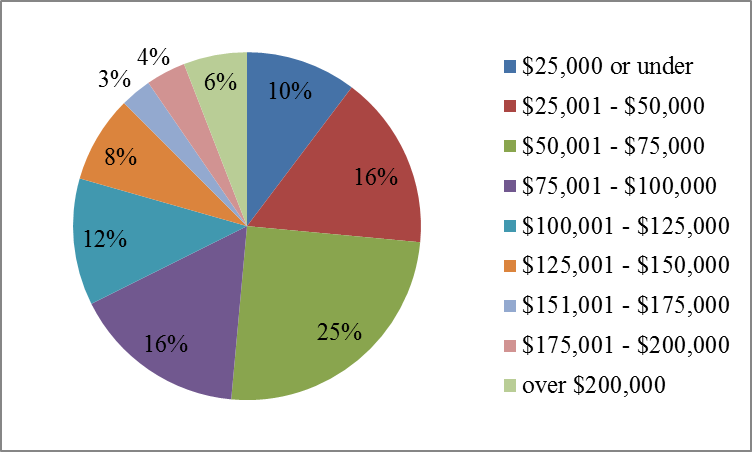 4%
3%
6%
10%
8%
16%
12%
25%
16%
$25,000 or under
$25,001 - $50,000
$50,001 - $75,000
$75,001 - $100,000
$100,001 - $125,000
$125,001 - $150,000
$151,001 - $175,000
$175,001 - $200,000
over $200,000